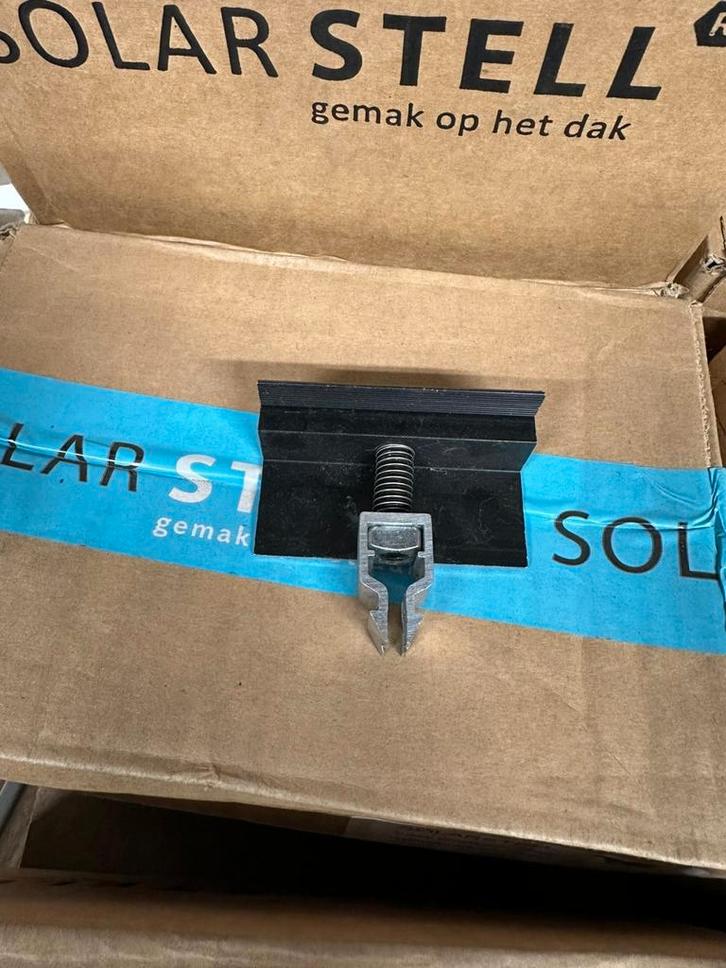 SOLAR STELL
gemak op het dak
LAR ST
gemak
SOL